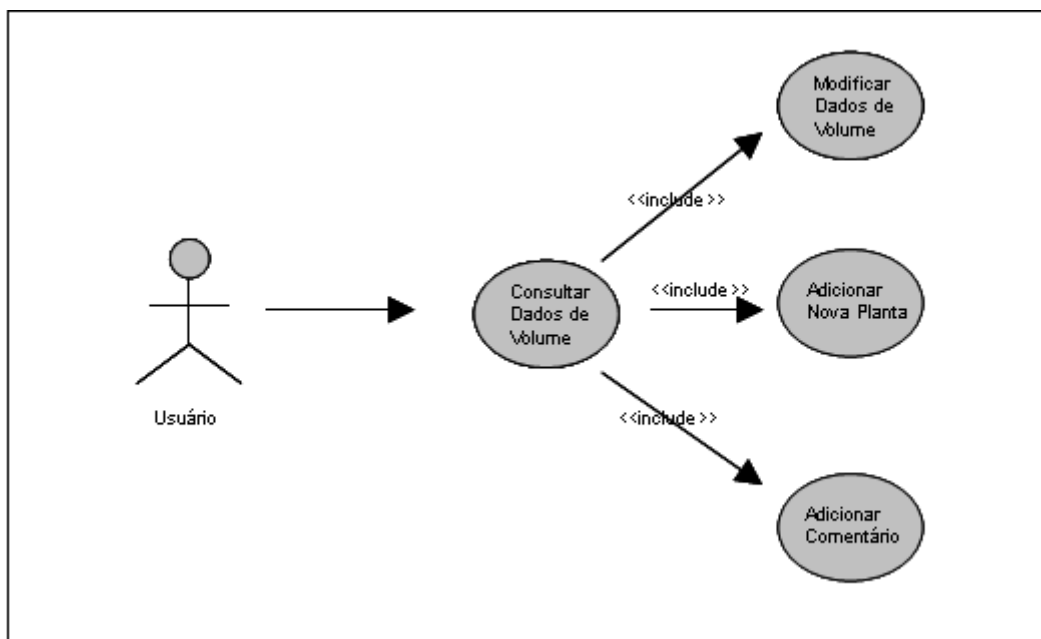 Modificar
Dados de
Volume
<<include >>
Usuário
Consultar
Dados de
Volume
<<include >>
Adicionar
Nova Planta
<<include >>
Adicionar
Comentário